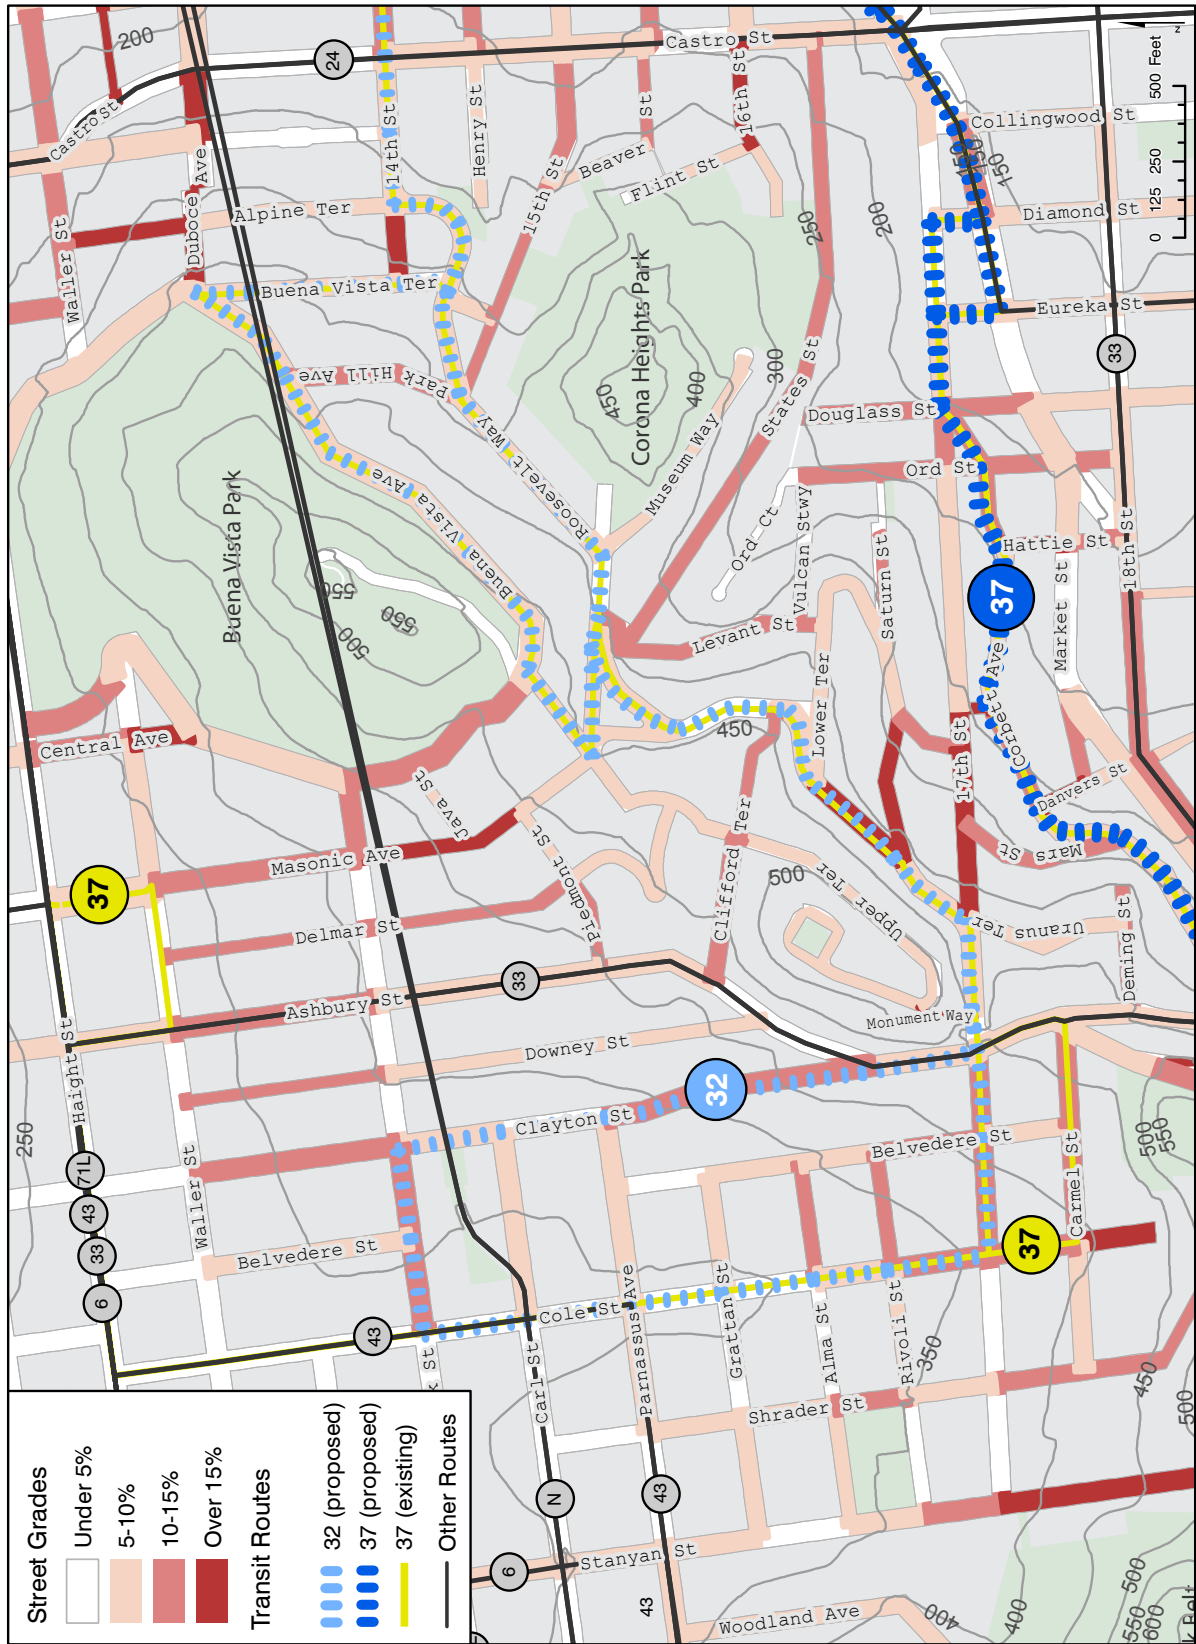 Street Grades
Under 5%
5-10%
10-15%
Over 15%
Transit Routes
32 (proposed)
37 (proposed)
37 (existing)
Other Routes
0 125 250 500 Feet
N
Castro St
200
24
Castro St
14th St
Henry St
16th St
Waller St
Duboce Ave
Alpine Ter
15th St
Beaver St
Flint St
Collingwood St
150
150
150
Diamond St
Buena Vista Ter
250
200
Eureka St
33
Park Hill Ave
Buena Vista Park
Buena Vista Ave
Roosevelt Way
Corona Heights Park
450
400
300
Museum Way
States St
Douglass St
Ord St
Ord Ct
Vulcan Stwy
Saturn St
Hattie St
Market St
18th St
550
550
500
37
Levant St
Lower Ter
Corbett Ave
17th St
450
Danvers St
Mars St
Central Ave
Java St
Masonic Ave
37
Delmar St
Piedmont St
Clifford Ter
500
Upper Ter
Uranus Ter
Deming St
Ashbury St
33
Monument Way
Downey St
Haight St
250
32
Clayton St
Belvedere St
500
550
Carmel St
71L
43
33
6
Waller St
Belvedere St
43
k St
Cole St
Carl St
Parnassus Ave
Grattan St
Alma St
Rivoli St
350
37
Shrader St
450
500
N
43
6
Stanyan St
43
Woodland Ave
400
400
500
550
600
k Belt